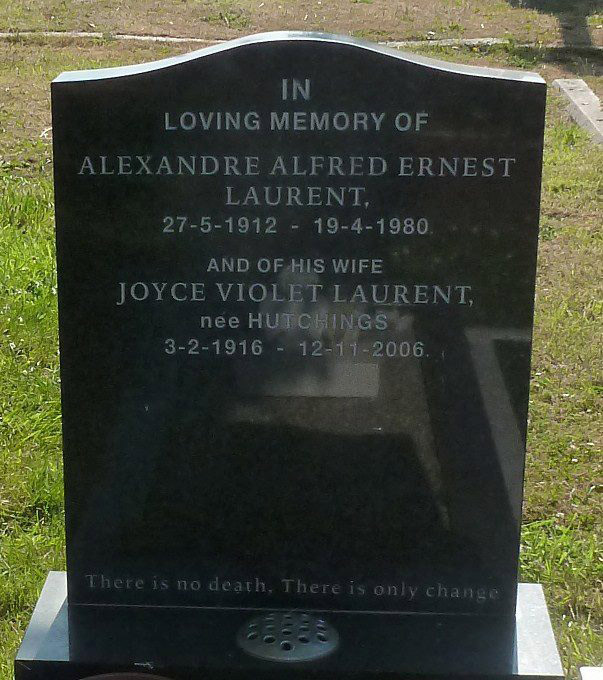 IN
LOVING MEMORY OF
ALEXANDRE ALFRED ERNEST
LAURENT,
27-5-1912 - 19-4-1980.
AND OF HIS WIFE
JOYCE VIOLET LAURENT,
nee HUTCHINGS
3-2-1916 - 12-11-2006.
There is no death, There is only change